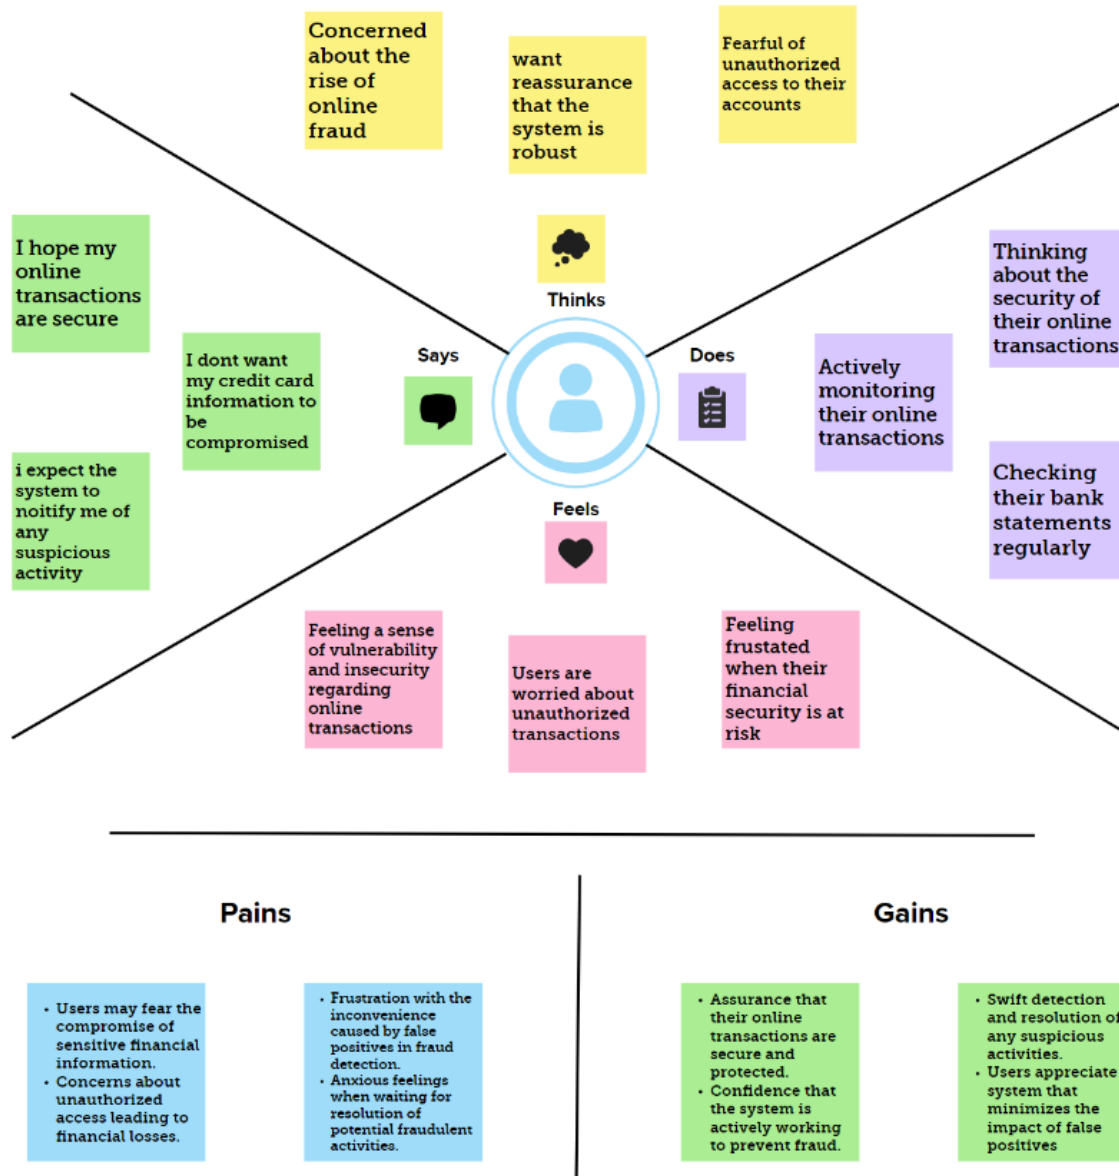 Concerned
about the
rise of
online
fraud
want
reassurance
that the
system is
robust
Fearful of
unauthorized
access to their
accounts
Thinks
I hope my
online
transactions
are secure
I dont want
my credit card
information to
be
compromised
i expect the
system to
noitify me of
any
suspicious
activity
Says
Does
Thinking
about the
security of
their online
transactions
Actively
monitoring
their online
transactions
Checking
their bank
statements
regularly
Feels
Feeling a sense
of vulnerability
and insecurity
regarding
online
transactions
Users are
worried about
unauthorized
transactions
Feeling
frustated
when their
financial
security is at
risk
Pains
• Users may fear the
compromise of
sensitive financial
information.
• Concerns about
unauthorized
access leading to
financial losses.
• Frustration with the
inconvenience
caused by false
positives in fraud
detection.
• Anxious feelings
when waiting for
resolution of
potential fraudulent
activities.
Gains
• Assurance that
their online
transactions are
secure and
protected.
• Confidence that
the system is
actively working
to prevent fraud.
• Swift detection
and resolution of
any suspicious
activities.
• Users appreciate
system that
minimizes the
impact of false
positives